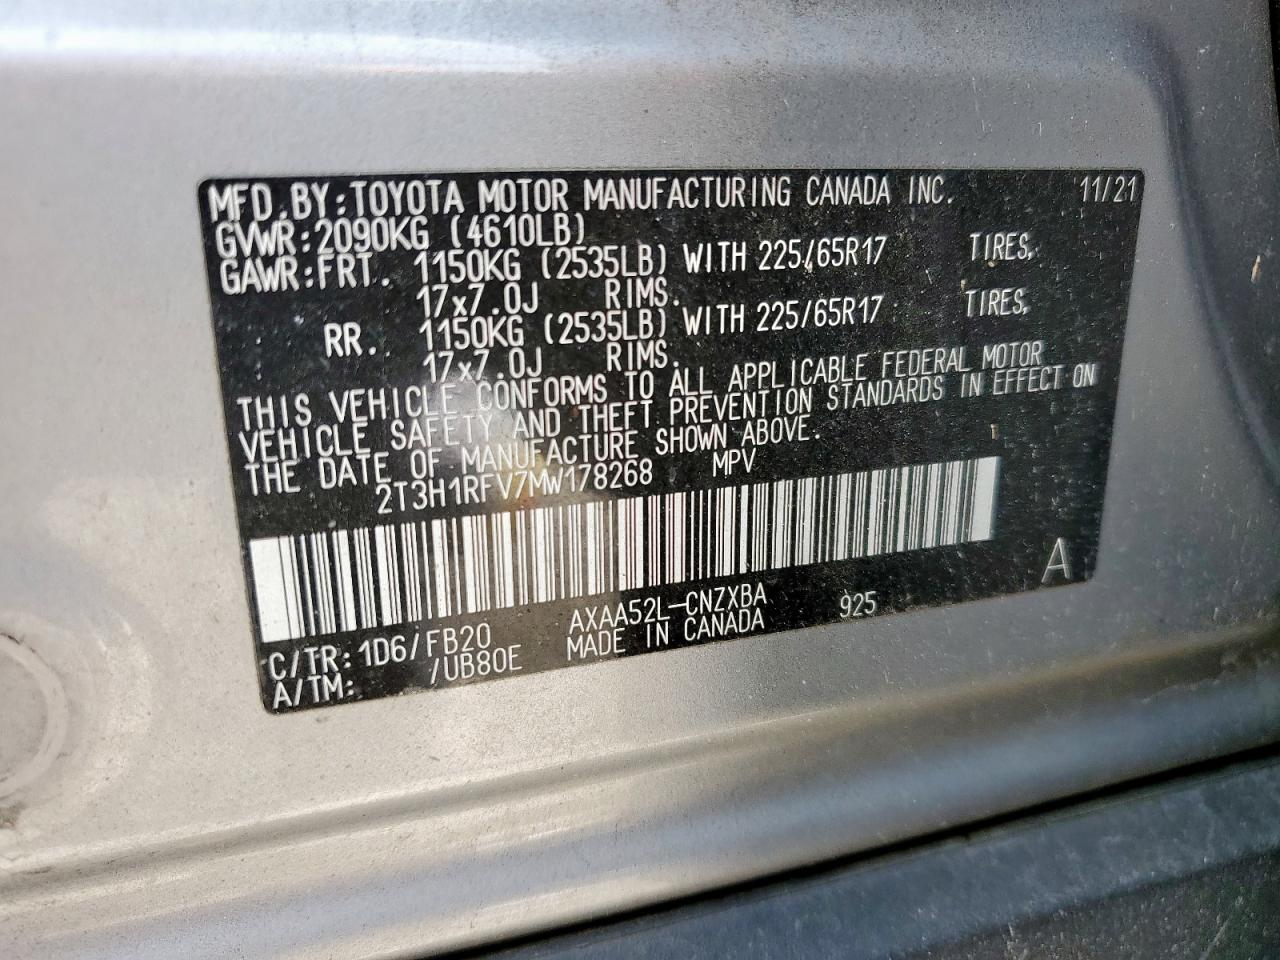 MFD.BY:TOYOTA MOTOR MANUFACTURING CANADA INC. 11/21
GVWR:2090KG (4610LB)
GAWR:FRT. 1150KG (2535LB) WITH 225/65R17 TIRES,
17x7.0J RIMS.
RR. 1150KG (2535LB) WITH 225/65R17 TIRES,
17x7.0J RIMS.
THIS VEHICLE CONFORMS TO ALL APPLICABLE FEDERAL MOTOR
VEHICLE SAFETY AND THEFT PREVENTION STANDARDS IN EFFECT ON
THE DATE OF MANUFACTURE SHOWN ABOVE.
2T3H1RFV7MW178268 MPV
A
C/TR:1D6/FB20 AXAA52L-CNZXBA 925
A/TM: /UB80E MADE IN CANADA